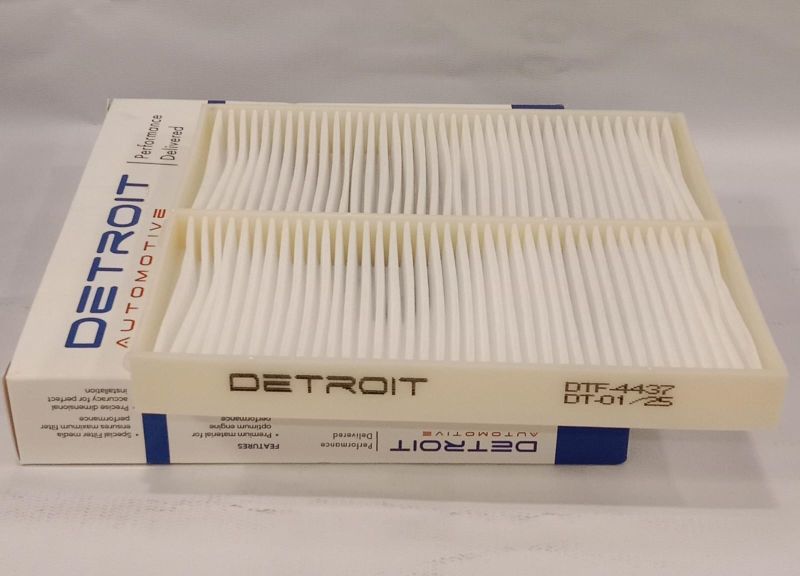 DETROIT
AUTOMOTIVE
Performance
Delivered
DETROIT
DTF-4437
DT-01/25
DETROIT
AUTOMOTIVE
Performance
Delivered
FEATURES
• Premium material for
optimum engine
performance
• Special Filter media
ensures maximum filter
performance
• Precise dimensional
accuracy for perfect
installation